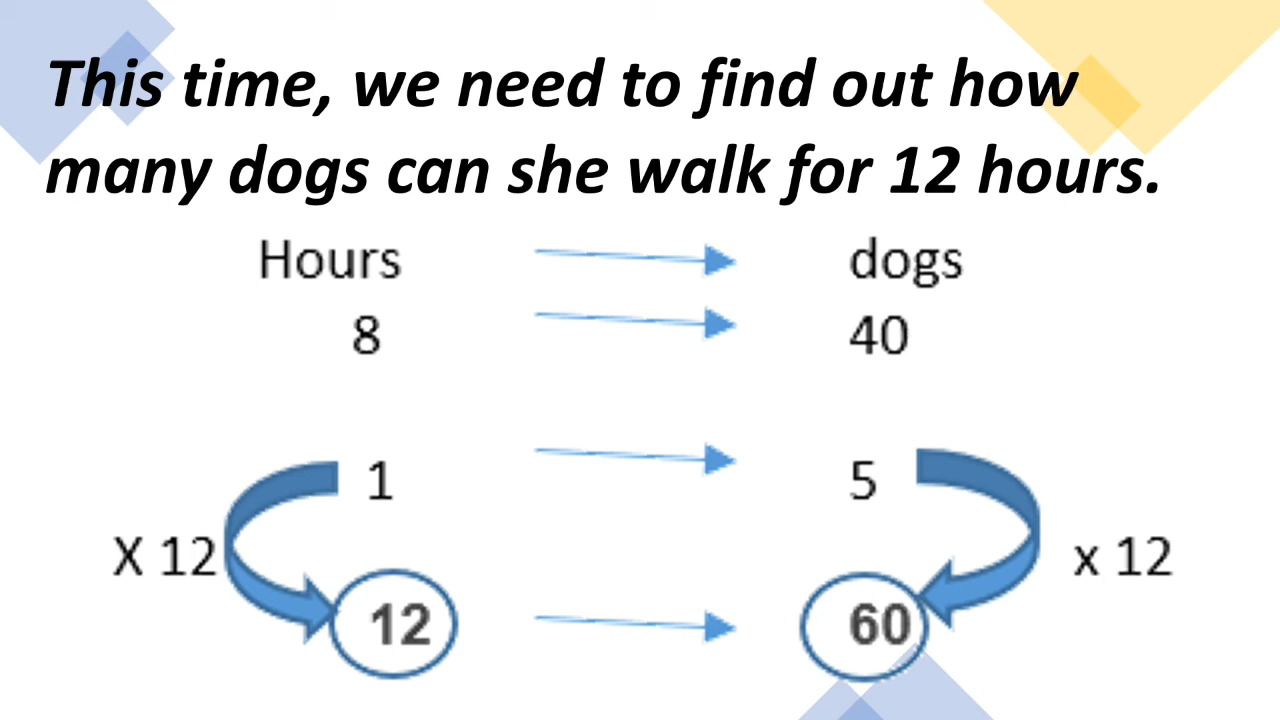 This time, we need to find out how
many dogs can she walk for 12 hours.
Hours dogs
8 40
1 5
X 12 x 12
12 60